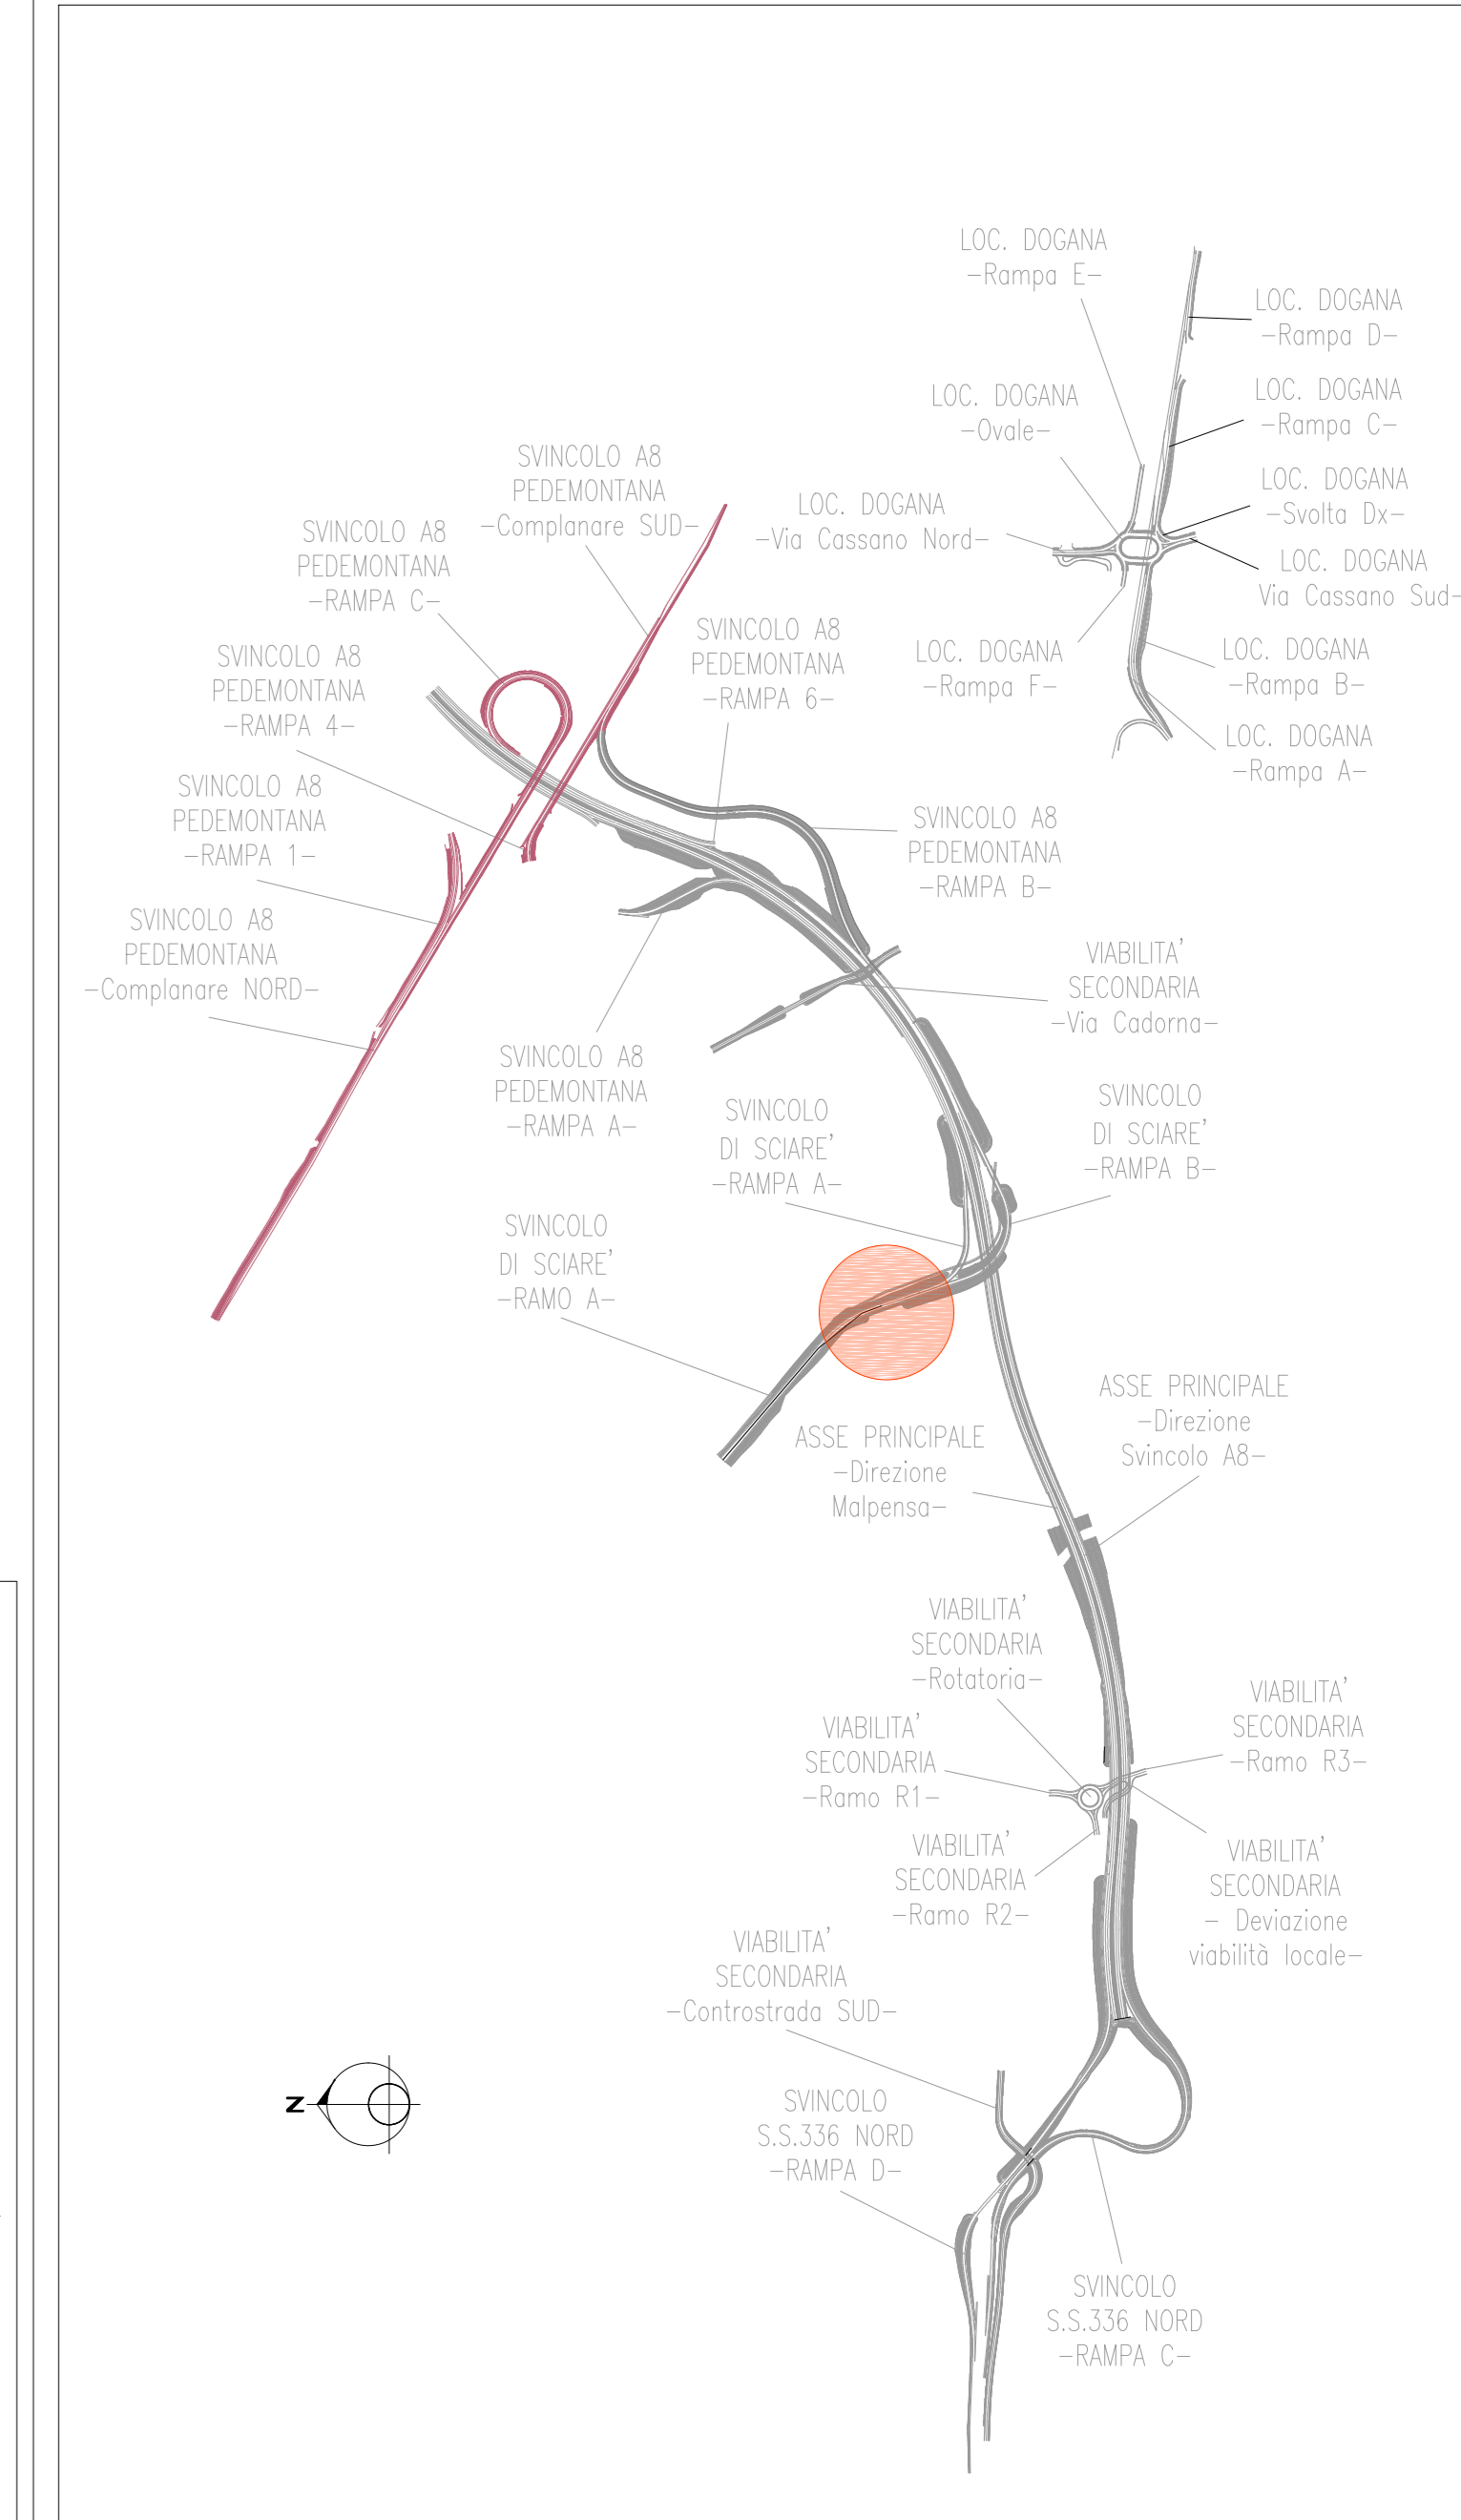 LOC. DOGANA
-Rampa E-
LOC. DOGANA
-Rampa D-
LOC. DOGANA
-Ovale-
LOC. DOGANA
-Rampa C-
SVINCOLO A8
PEDEMONTANA
-Complanare SUD-
LOC. DOGANA
-Svolta Dx-
LOC. DOGANA
-Via Cassano Nord-
SVINCOLO A8
PEDEMONTANA
-RAMPA C-
LOC. DOGANA
Via Cassano Sud-
SVINCOLO A8
PEDEMONTANA
-RAMPA 6-
SVINCOLO A8
PEDEMONTANA
-RAMPA 4-
LOC. DOGANA
-Rampa F-
LOC. DOGANA
-Rampa B-
LOC. DOGANA
-Rampa A-
SVINCOLO A8
PEDEMONTANA
-RAMPA 1-
SVINCOLO A8
PEDEMONTANA
-RAMPA B-
SVINCOLO A8
PEDEMONTANA
-Complanare NORD-
VIABILITA'
SECONDARIA
-Via Cadorna-
SVINCOLO A8
PEDEMONTANA
-RAMPA A-
SVINCOLO
DI SCIARE'
-RAMPA A-
SVINCOLO
DI SCIARE'
-RAMPA B-
SVINCOLO
DI SCIARE'
-RAMO A-
ASSE PRINCIPALE
-Direzione
Svincolo A8-
ASSE PRINCIPALE
-Direzione
Malpensa-
VIABILITA'
SECONDARIA
-Rotatoria-
VIABILITA'
SECONDARIA
-Ramo R3-
VIABILITA'
SECONDARIA
-Ramo R1-
VIABILITA'
SECONDARIA
-Ramo R2-
VIABILITA'
SECONDARIA
- Deviazione
viabilità locale-
VIABILITA'
SECONDARIA
-Controstrada SUD-
N
SVINCOLO
S.S.336 NORD
-RAMPA D-
SVINCOLO
S.S.336 NORD
-RAMPA C-